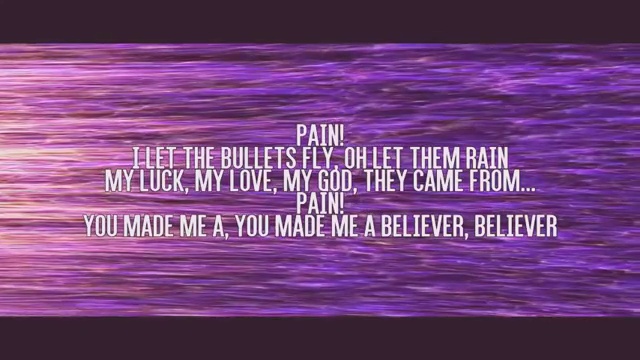 PAIN!
I LET THE BULLETS FLY, OH LET THEM RAIN
MY LUCK, MY LOVE, MY GOD, THEY CAME FROM...
PAIN!
YOU MADE ME A, YOU MADE ME A BELIEVER, BELIEVER